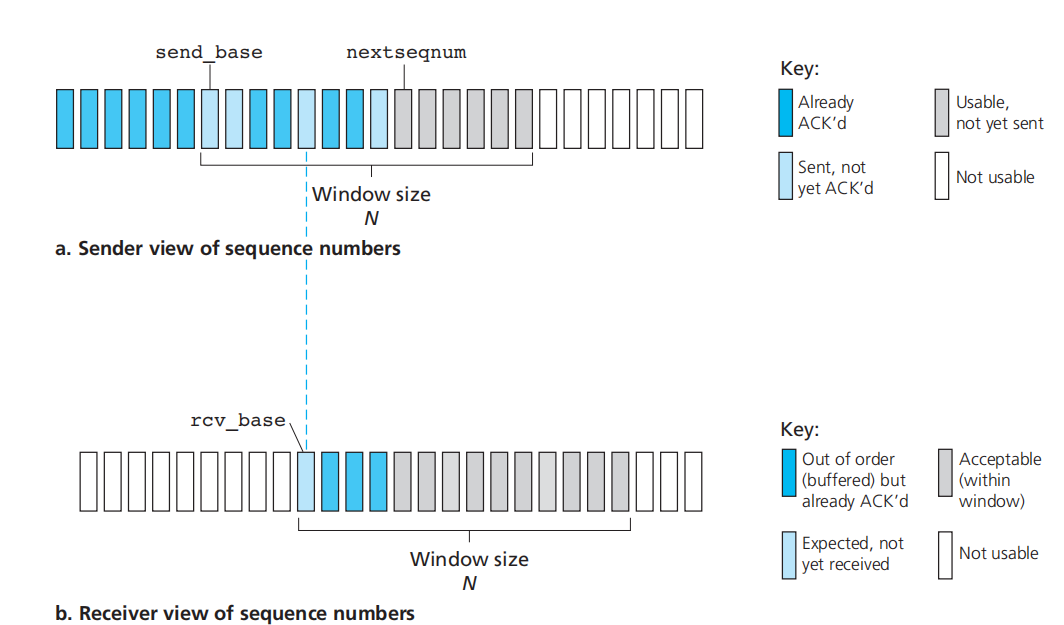 send_base
nextseqnum
Key:
Already
ACK'd
Usable,
not yet sent
Sent, not
yet ACK'd
Not usable
Window size
N
a. Sender view of sequence numbers
rcv_base
Key:
Out of order
(buffered) but
already ACK'd
Acceptable
(within
window)
Expected, not
yet received
Not usable
Window size
N
b. Receiver view of sequence numbers